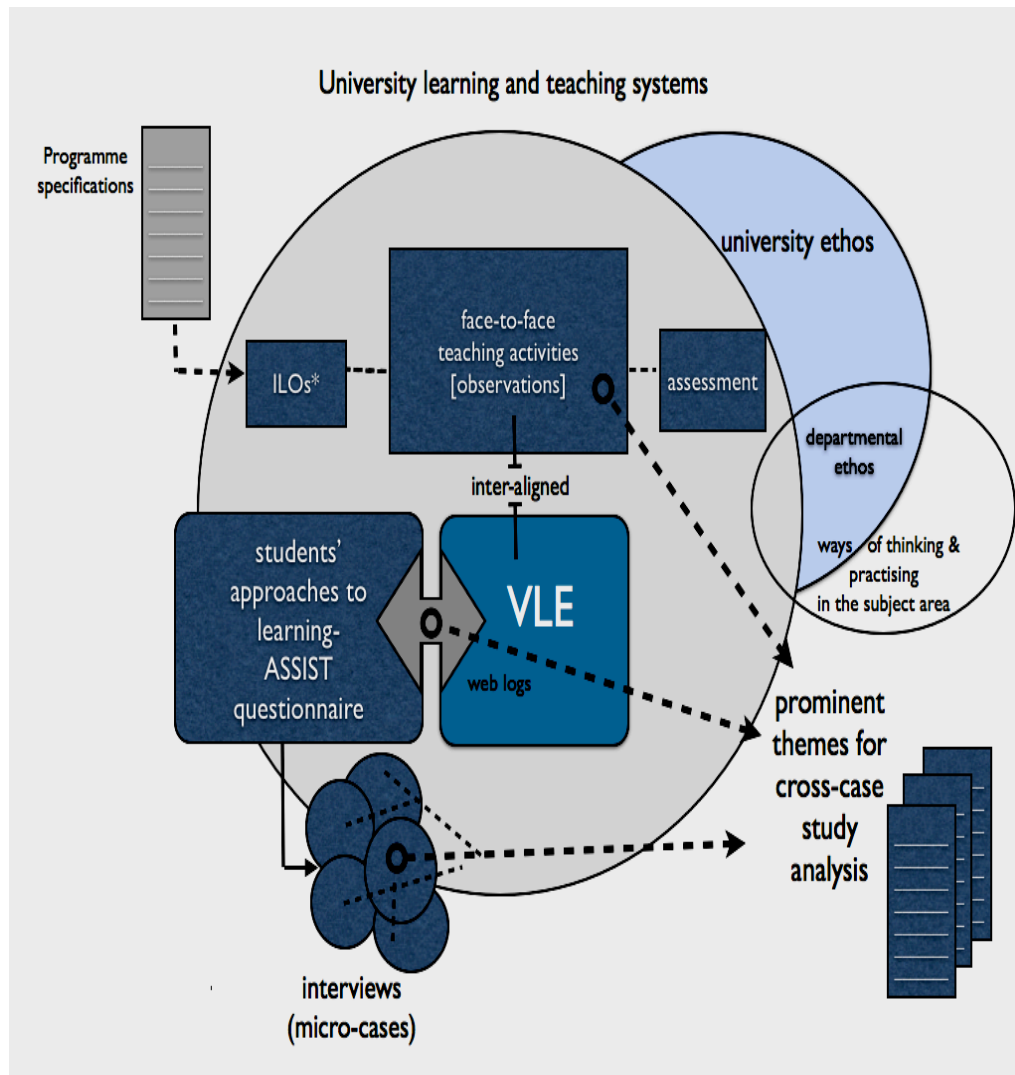 University learning and teaching systems
Programme
specifications
university ethos
face-to-face
teaching activities
[observations]
ILOs*
assessment
departmental
ethos
inter-aligned
ways of thinking &
practising
in the subject area
students’
approaches to
learning-
ASSIST
questionnaire
VLE
web logs
prominent
themes for
cross-case
study
analysis
interviews
(micro-cases)